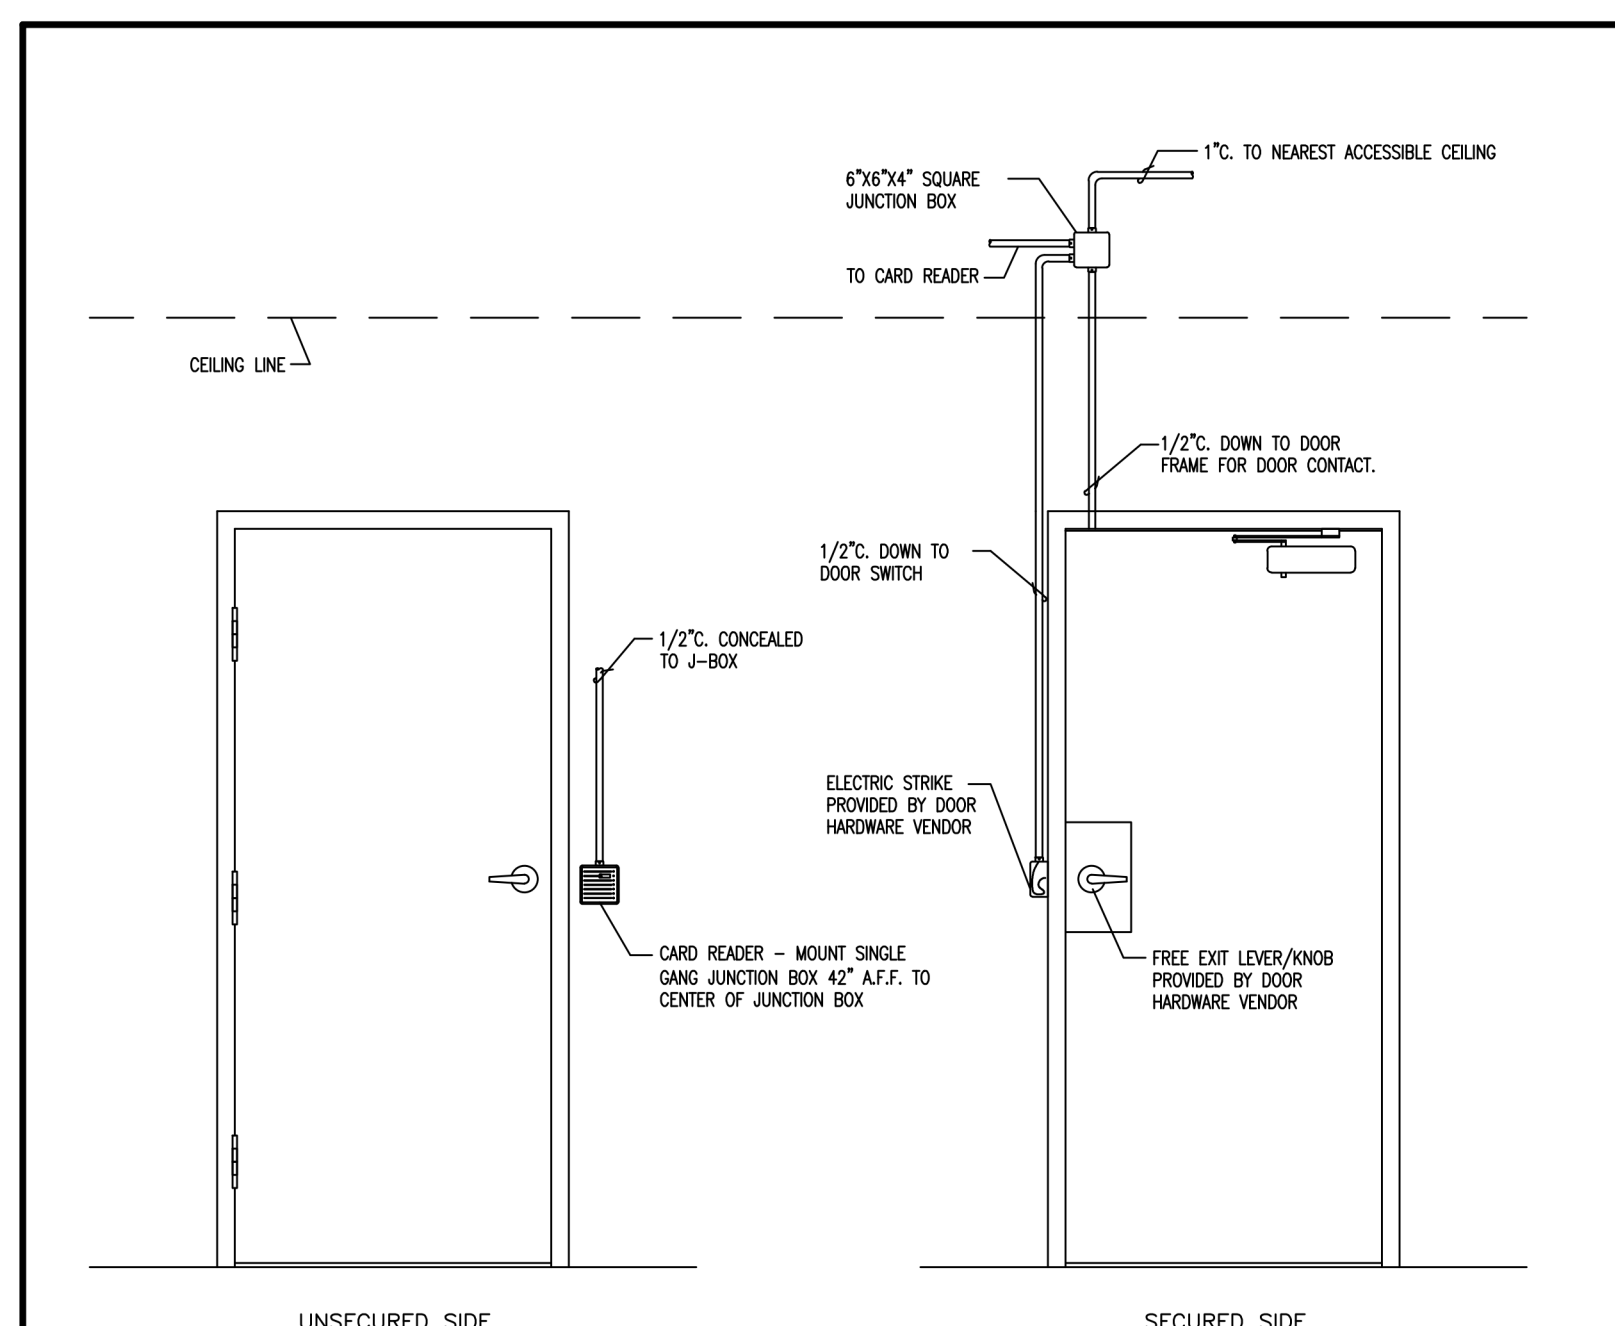 1"C. TO NEAREST ACCESSIBLE CEILING
6"X6"X4" SQUARE
JUNCTION BOX
TO CARD READER
CEILING LINE
1/2"C. DOWN TO DOOR
FRAME FOR DOOR CONTACT.
1/2"C. DOWN TO
DOOR SWITCH
1/2"C. CONCEALED
TO J-BOX
ELECTRIC STRIKE
PROVIDED BY DOOR
HARDWARE VENDOR
CARD READER - MOUNT SINGLE
GANG JUNCTION BOX 42" A.F.F. TO
CENTER OF JUNCTION BOX
FREE EXIT LEVER/KNOB
PROVIDED BY DOOR
HARDWARE VENDOR
UNSECURED SIDE
SECURED SIDE